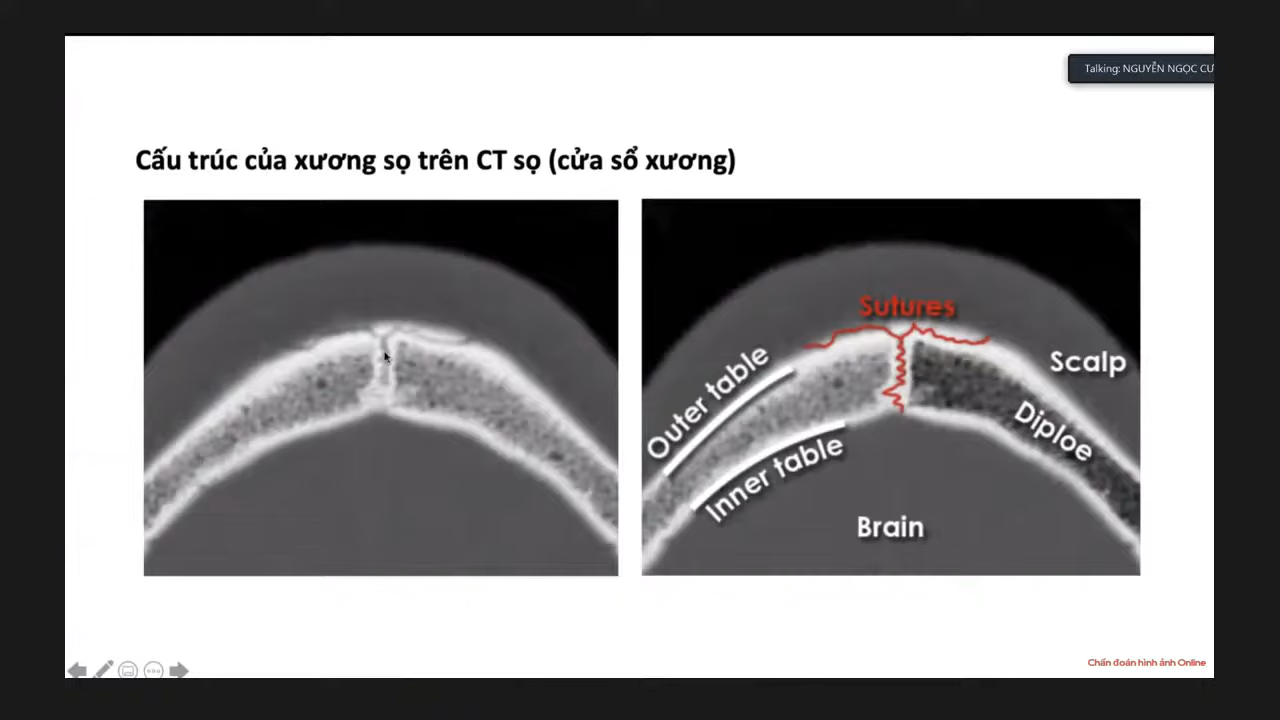 Talking: NGUYỄN NGỌC CƯ
Cấu trúc của xương sọ trên CT sọ (cửa sổ xương)
Sutures
Scalp
Outer table
Diploe
Inner table
Brain
Chẩn đoán hình ảnh Online